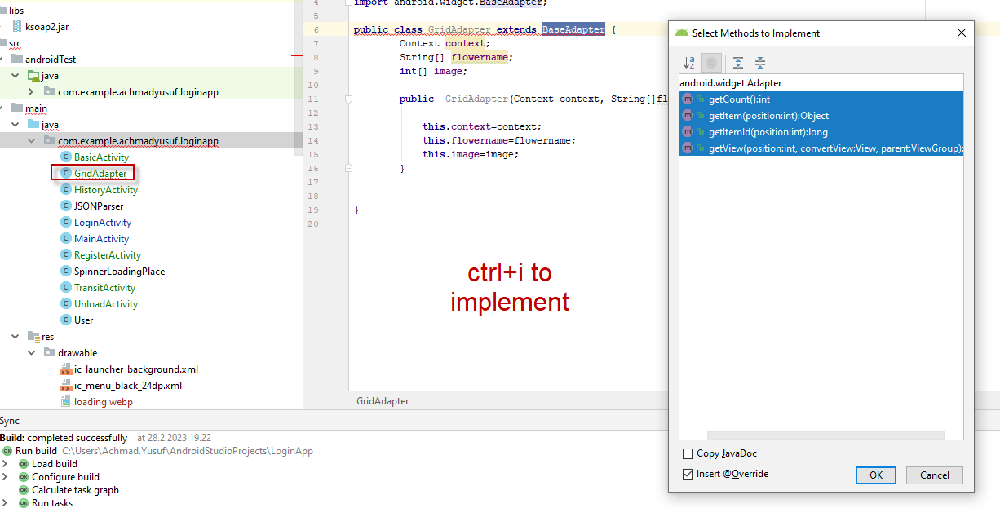 libs
ksoap2.jar
src
androidTest
java
com.example.achmadyusuf.loginapp
main
java
com.example.achmadyusuf.loginapp
BasicActivity
GridAdapter
HistoryActivity
JSONParser
LoginActivity
MainActivity
RegisterActivity
SpinnerLoadingPlace
TransitActivity
UnloadActivity
User
res
drawable
ic_launcher_background.xml
ic_menu_black_24dp.xml
loading.webp
4 import android.widget.BaseAdapter;
5
6 public class GridAdapter extends BaseAdapter {
7 Context context;
8 String[] flowername;
9 int[] image;
10
11 public GridAdapter(Context context, String[]fl
12
13 this.context=context;
14 this.flowername=flowername;
15 this.image=image;
16 }
17
18
19 }
20
ctrl+i to
implement
GridAdapter
Select Methods to Implement
android.widget.Adapter
getCount():int
getItem(position:int):Object
getItemId(position:int):long
getView(position:int, convertView:View, parent:ViewGroup):
Copy JavaDoc
Insert @Override
OK Cancel
Sync
Build: completed successfully at 28.2.2023 19.22
Run build C:\Users\Achmad.Yusuf\AndroidStudioProjects\LoginApp
Load build
Configure build
Calculate task graph
Run tasks